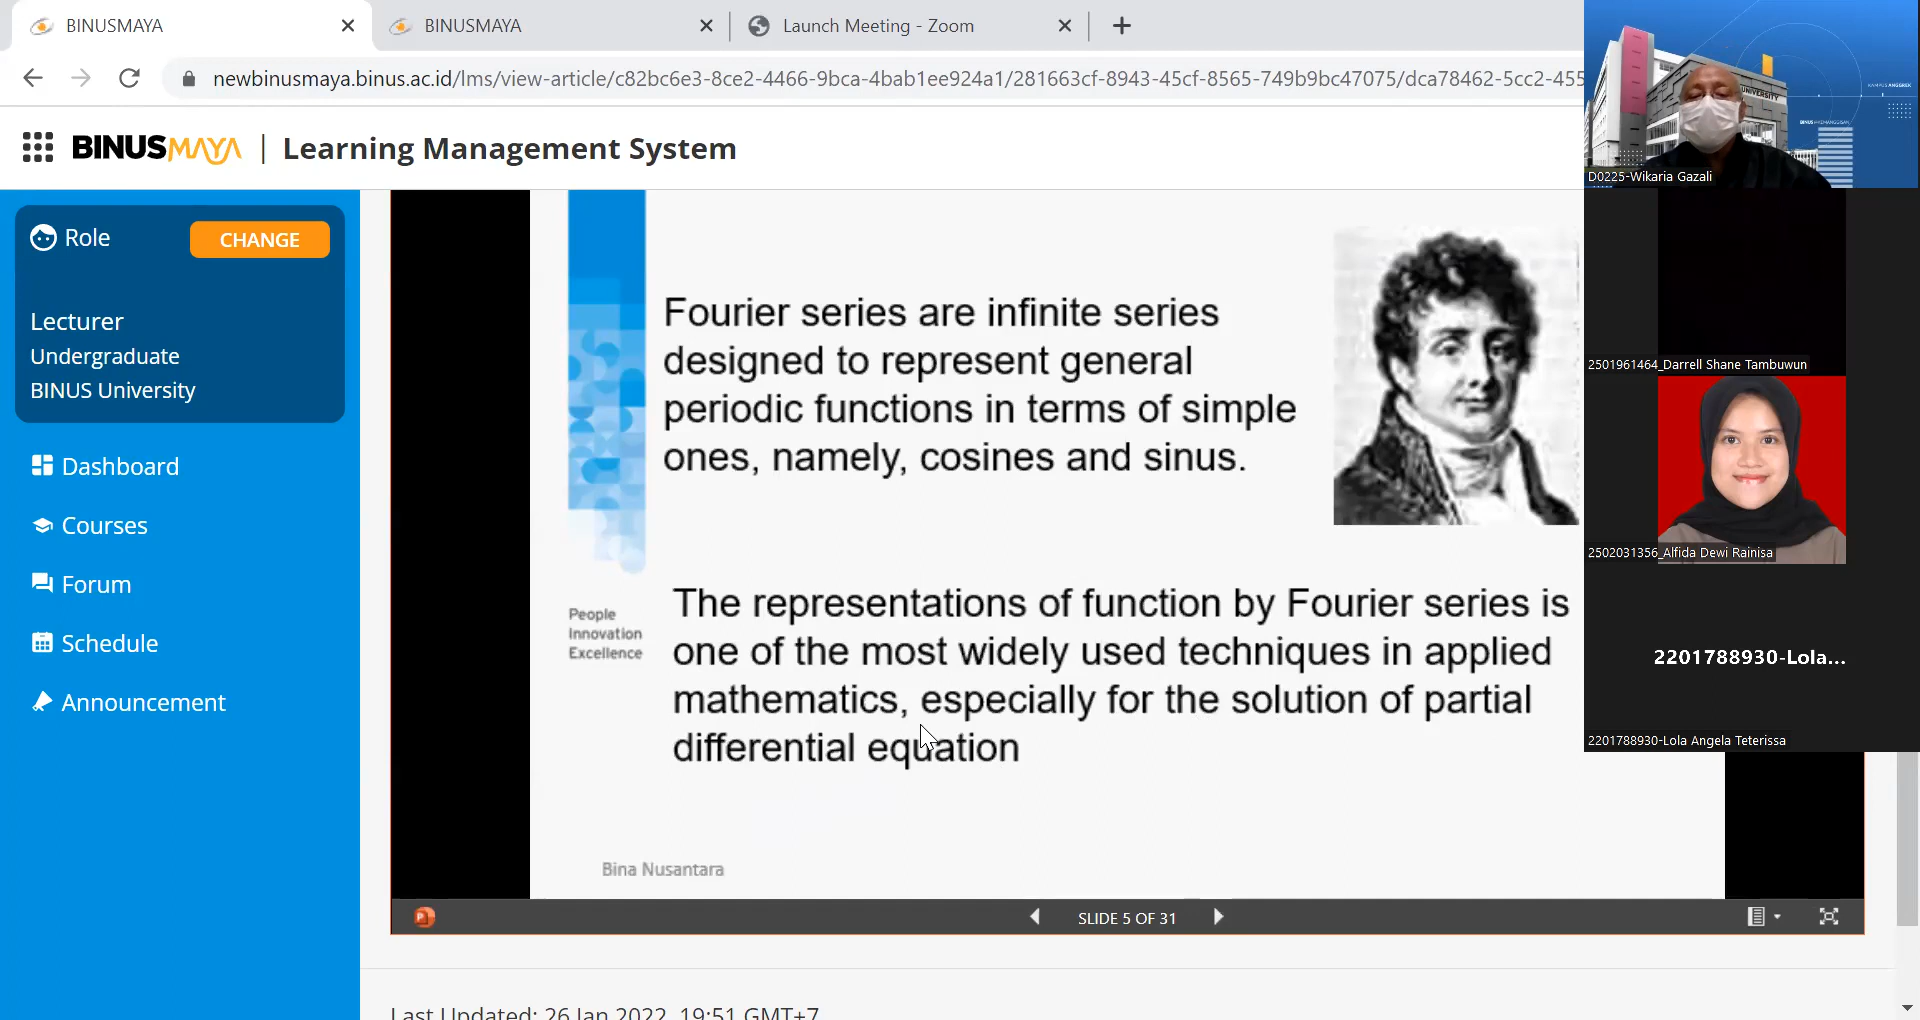 BINUSMAYA
BINUSMAYA
Launch Meeting - Zoom
newbinusmaya.binus.ac.id/lms/view-article/c82bc6e3-8ce2-4466-9bca-4bab1ee924a1/281663cf-8943-45cf-8565-749b9bc47075/dca78462-5cc2-455
BINUSMAYA | Learning Management System
Role
CHANGE
Lecturer
Undergraduate
BINUS University
Dashboard
Courses
Forum
Schedule
Announcement
Fourier series are infinite series
designed to represent general
periodic functions in terms of simple
ones, namely, cosines and sinus.
People
Innovation
Excellence
The representations of function by Fourier series is
one of the most widely used techniques in applied
mathematics, especially for the solution of partial
differential equation
Bina Nusantara
SLIDE 5 OF 31
Last Updated: 26 Jan 2022, 19:51 GMT+7
UNIVERSITY
KAMPUS ANGGREK
D0225-Wikaria Gazali
2501961464_Darrell Shane Tambuwun
2502031356_Alfida Dewi Rainisa
2201788930-Lola...
2201788930-Lola Angela Teterissa